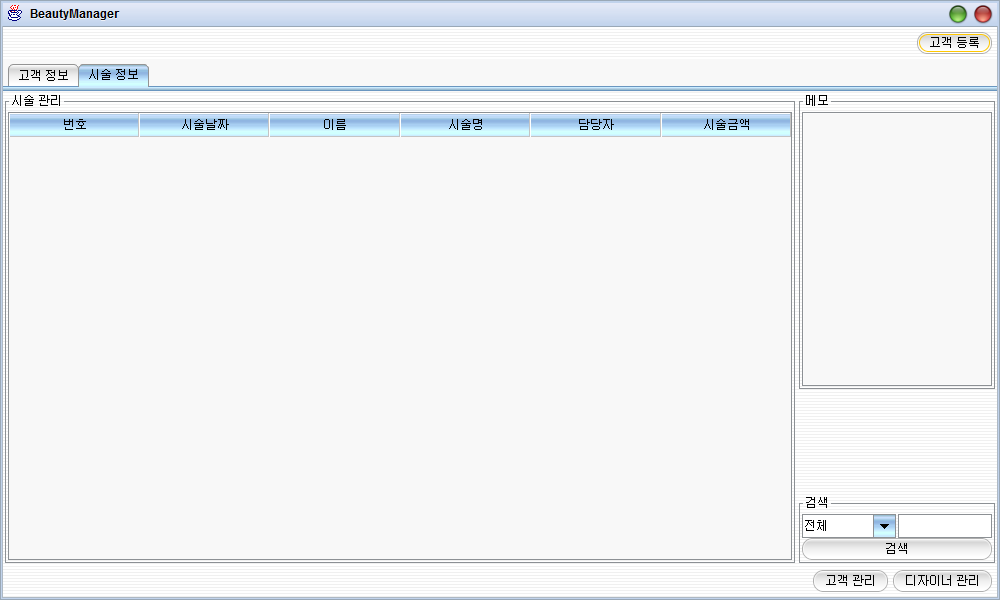 BeautyManager
고객 등록
고객 정보 시술 정보
시술 관리 메모
번호 시술날짜 이름 시술명 담당자 시술금액
검색
전체
검색
고객 관리 디자이너 관리